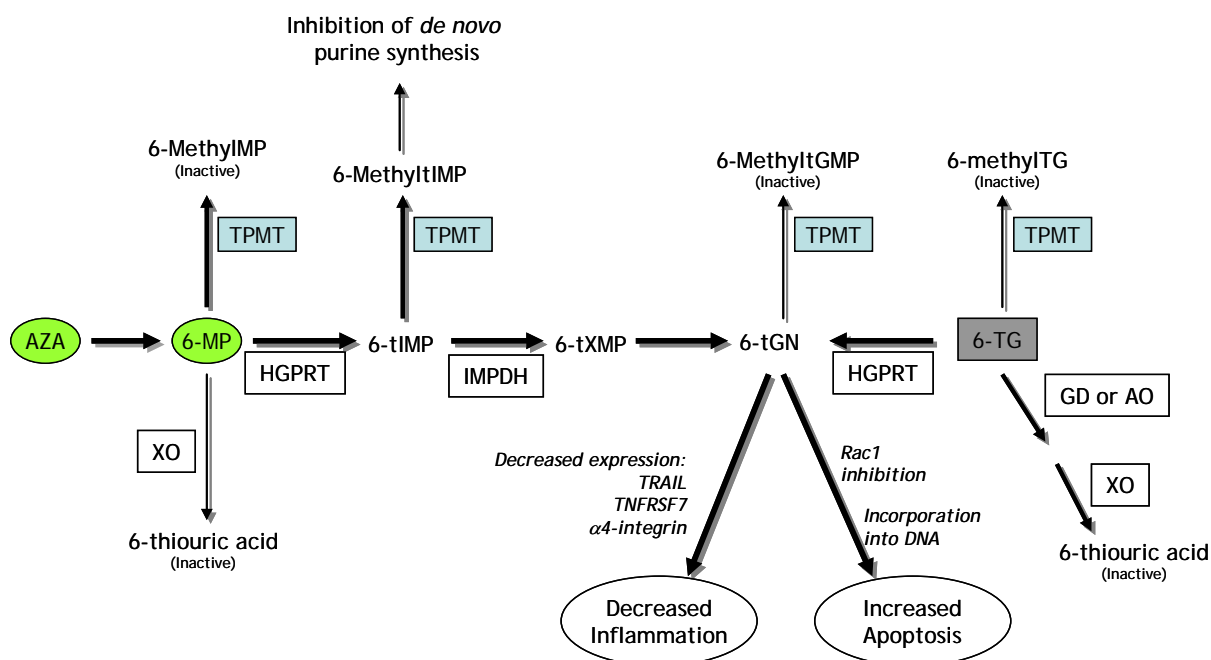 Inhibition of de novo
purine synthesis
6-MethylMP
(Inactive)
6-MethyltIMP
6-MethyltGMP
(Inactive)
6-methylTG
(Inactive)
TPMT
TPMT
TPMT
TPMT
AZA
6-MP
6-tIMP
6-tXMP
6-tGN
6-TG
HGPRT
IMPDH
HGPRT
GD or AO
XO
Decreased expression:
TRAIL
TNFRSF7
α4-integrin
Rac1
inhibition
Incorporation
into DNA
XO
6-thiouric acid
(Inactive)
6-thiouric acid
(Inactive)
Decreased
Inflammation
Increased
Apoptosis